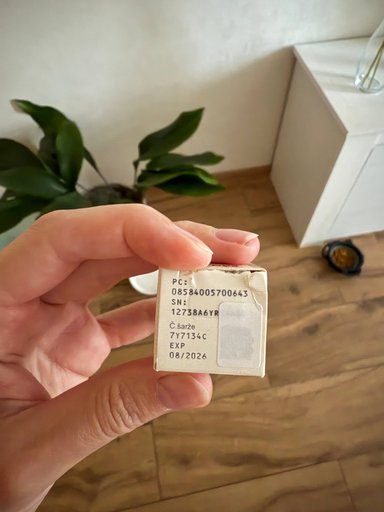 PC:
08584005700643
SN:
12738A6YR
Č.šarže
7Y7134C
EXP
08/2026